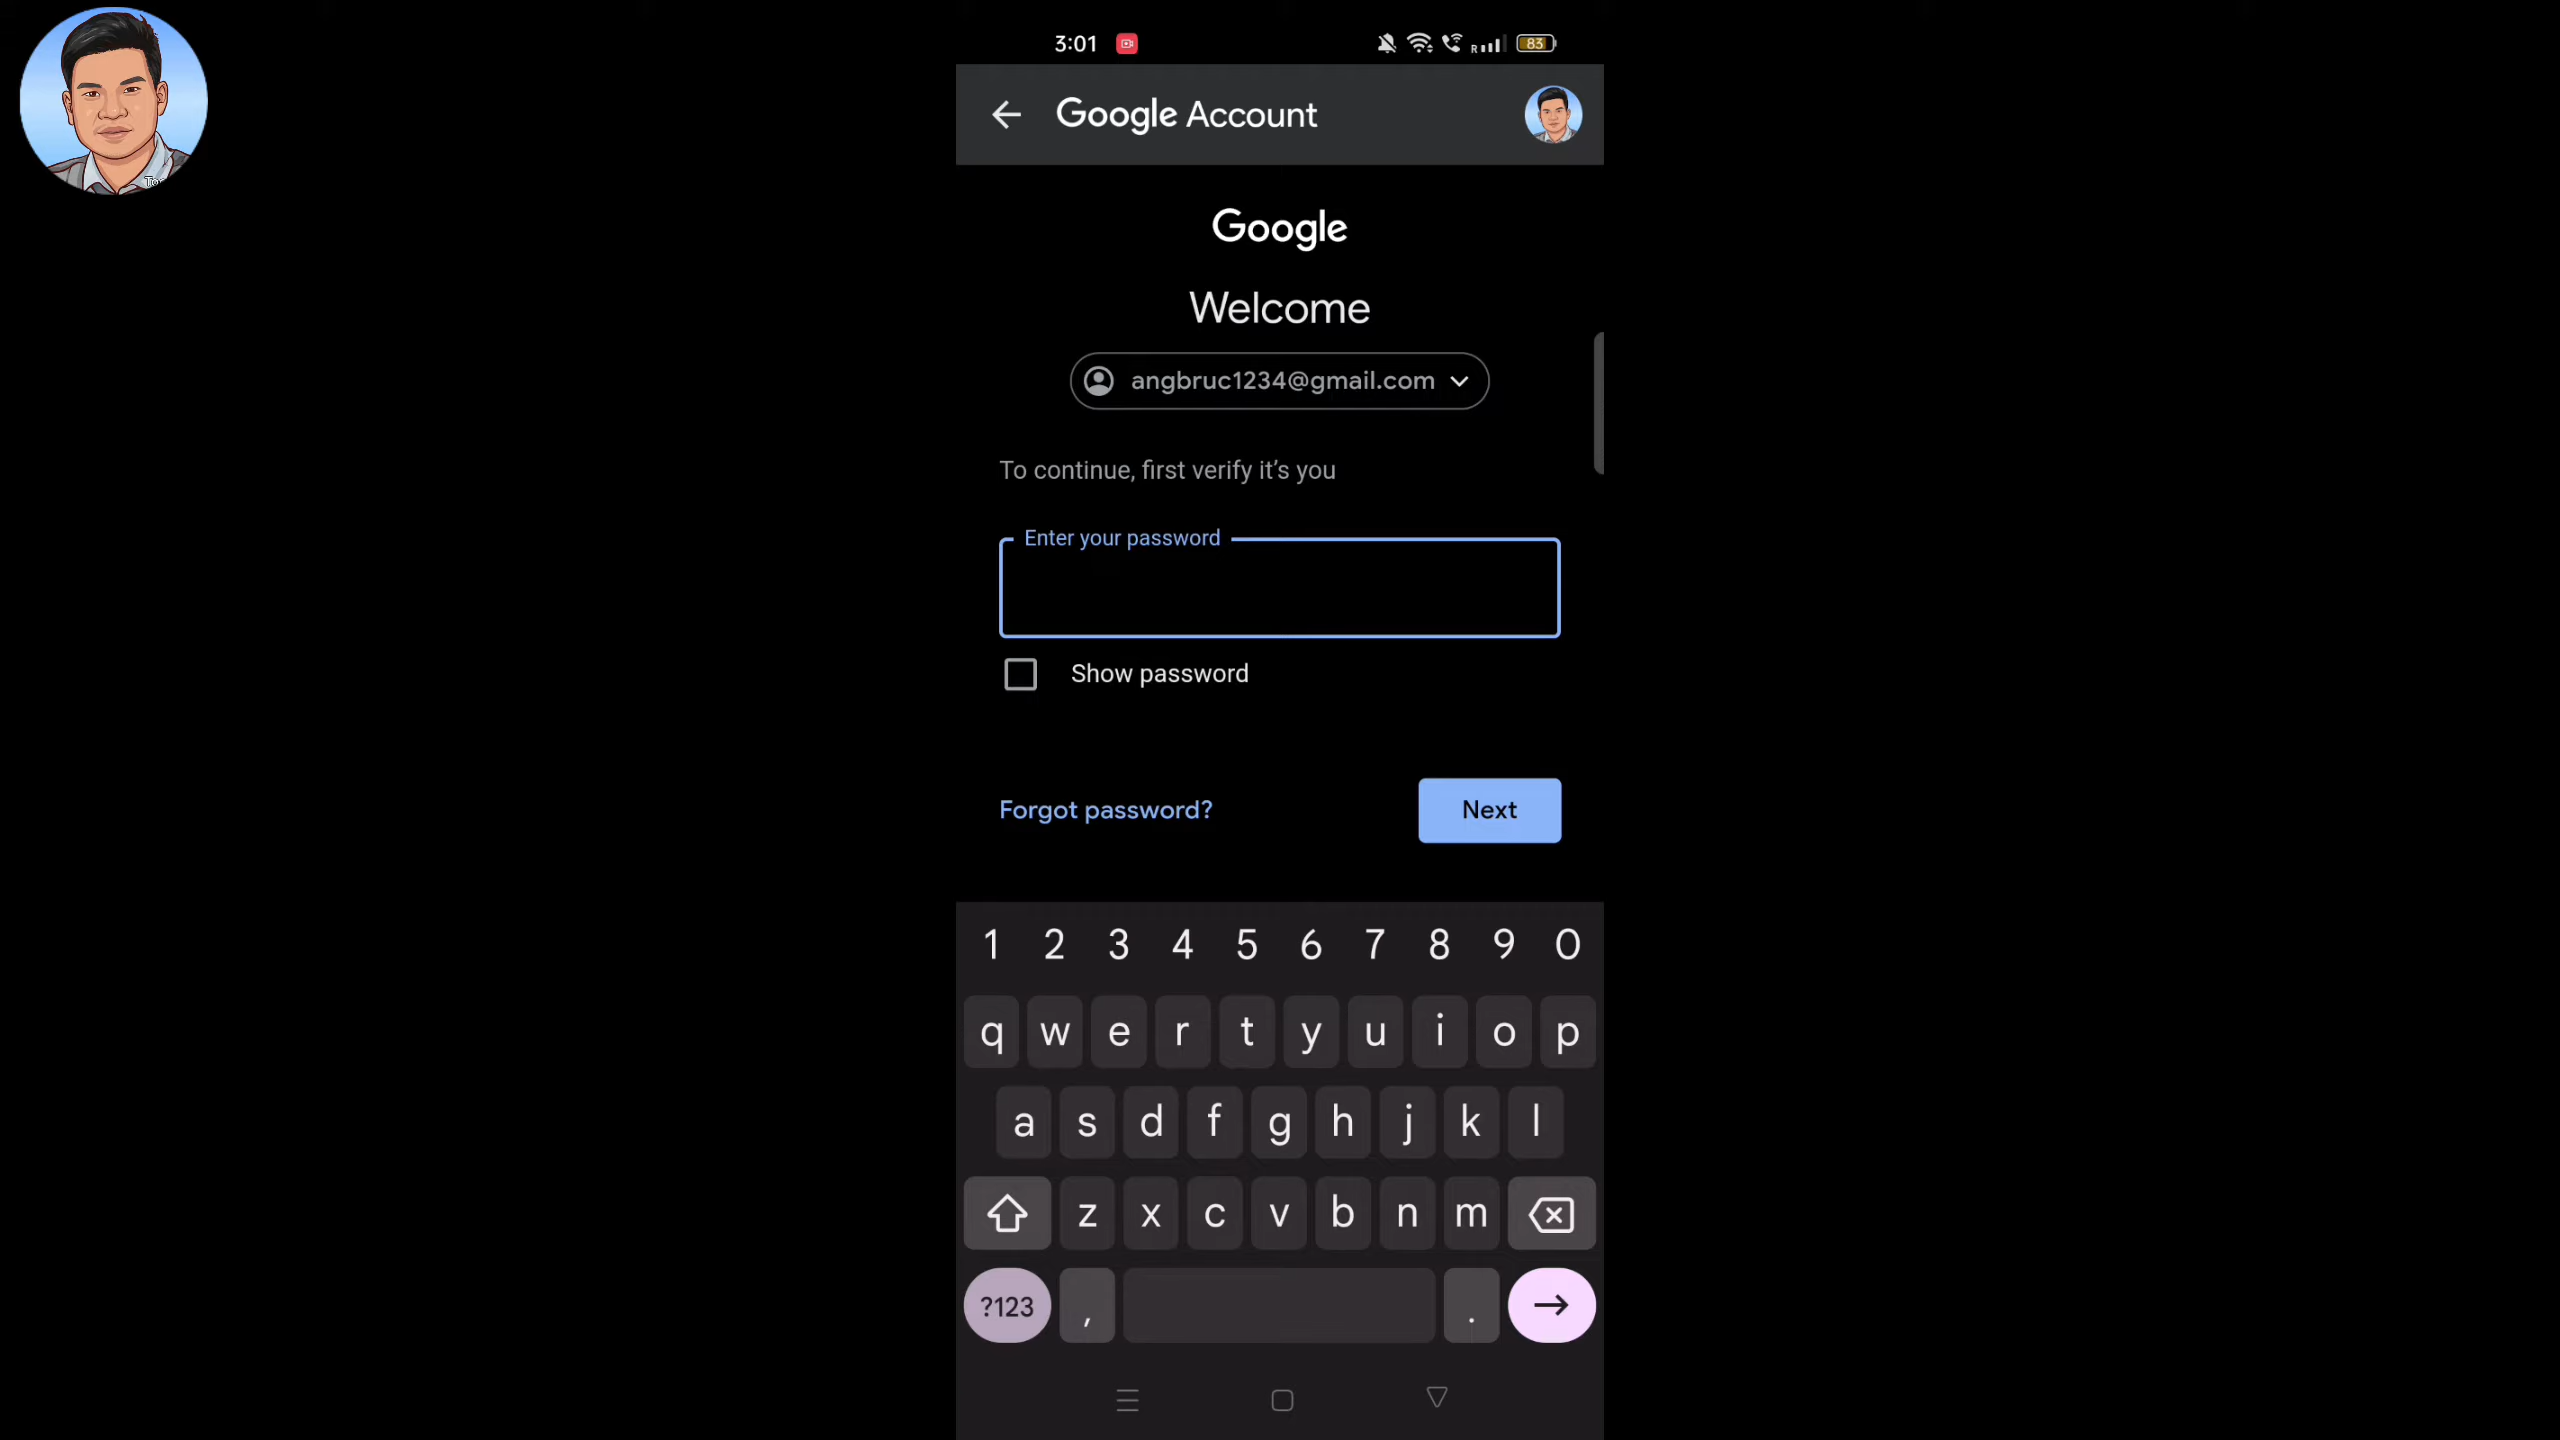 3:01
R
83
Google Account
Google
Welcome
angbruc1234@gmail.com
To continue, first verify it's you
Enter your password
Show password
Forgot password?
Next
1 2 3 4 5 6 7 8 9 0
q w e r t y u i o p
a s d f g h j k l
z x c v b n m
?123 , .